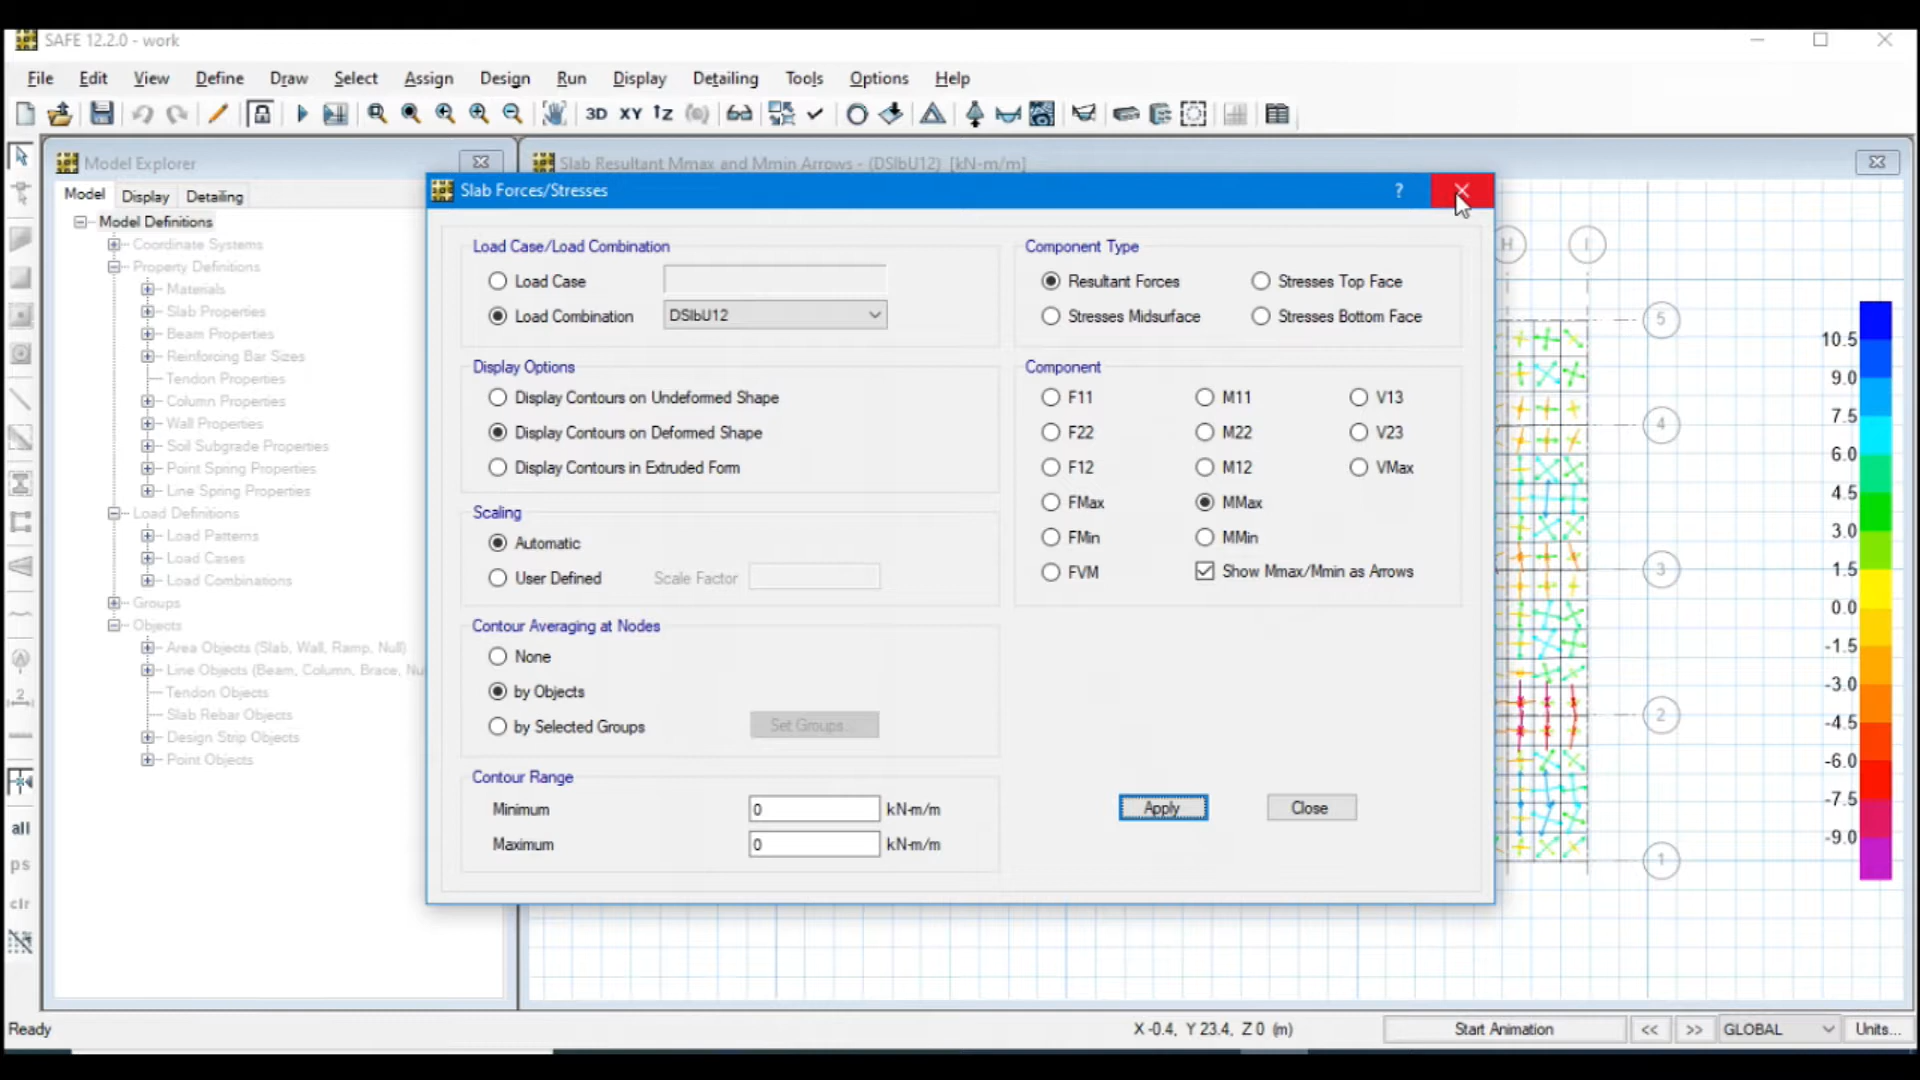 SAFE 12.2.0 - work
File Edit View Define Draw Select Assign Design Run Display Detailing Tools Options Help
3D XY
Model Explorer
Slab Resultant Mmax and Mmin Arrows - (DSlbU12) [kN-m/m]
Model Display Detailing
Model Definitions
Coordinate Systems
Property Definitions
Materials
Slab Properties
Beam Properties
Reinforcing Bar Sizes
Tendon Properties
Column Properties
Wall Properties
Soil Subgrade Properties
Point Spring Properties
Line Spring Properties
Load Definitions
Load Patterns
Load Cases
Load Combinations
Groups
Objects
Area Objects (Slab, Wall, Ramp, Null)
Line Objects (Beam, Column, Brace, Nu
Tendon Objects
Slab Rebar Objects
Design Strip Objects
Point Objects
all
ps
clr
Slab Forces/Stresses
?
Load Case/Load Combination
Load Case
Load Combination DSlbU12
Display Options
Display Contours on Undeformed Shape
Display Contours on Deformed Shape
Display Contours in Extruded Form
Scaling
Automatic
User Defined Scale Factor
Contour Averaging at Nodes
None
by Objects
by Selected Groups Set Groups...
Contour Range
Minimum 0 kN-m/m
Maximum 0 kN-m/m
Component Type
Resultant Forces Stresses Top Face
Stresses Midsurface Stresses Bottom Face
Component
F11 M11 V13
F22 M22 V23
F12 M12 VMax
FMax MMax
FMin MMin
FVM Show Mmax/Mmin as Arrows
Apply Close
H I
5
4
3
2
1
10.5
9.0
7.5
6.0
4.5
3.0
1.5
0.0
-1.5
-3.0
-4.5
-6.0
-7.5
-9.0
Ready
X -0.4, Y 23.4, Z 0 (m)
Start Animation << >> GLOBAL Units...